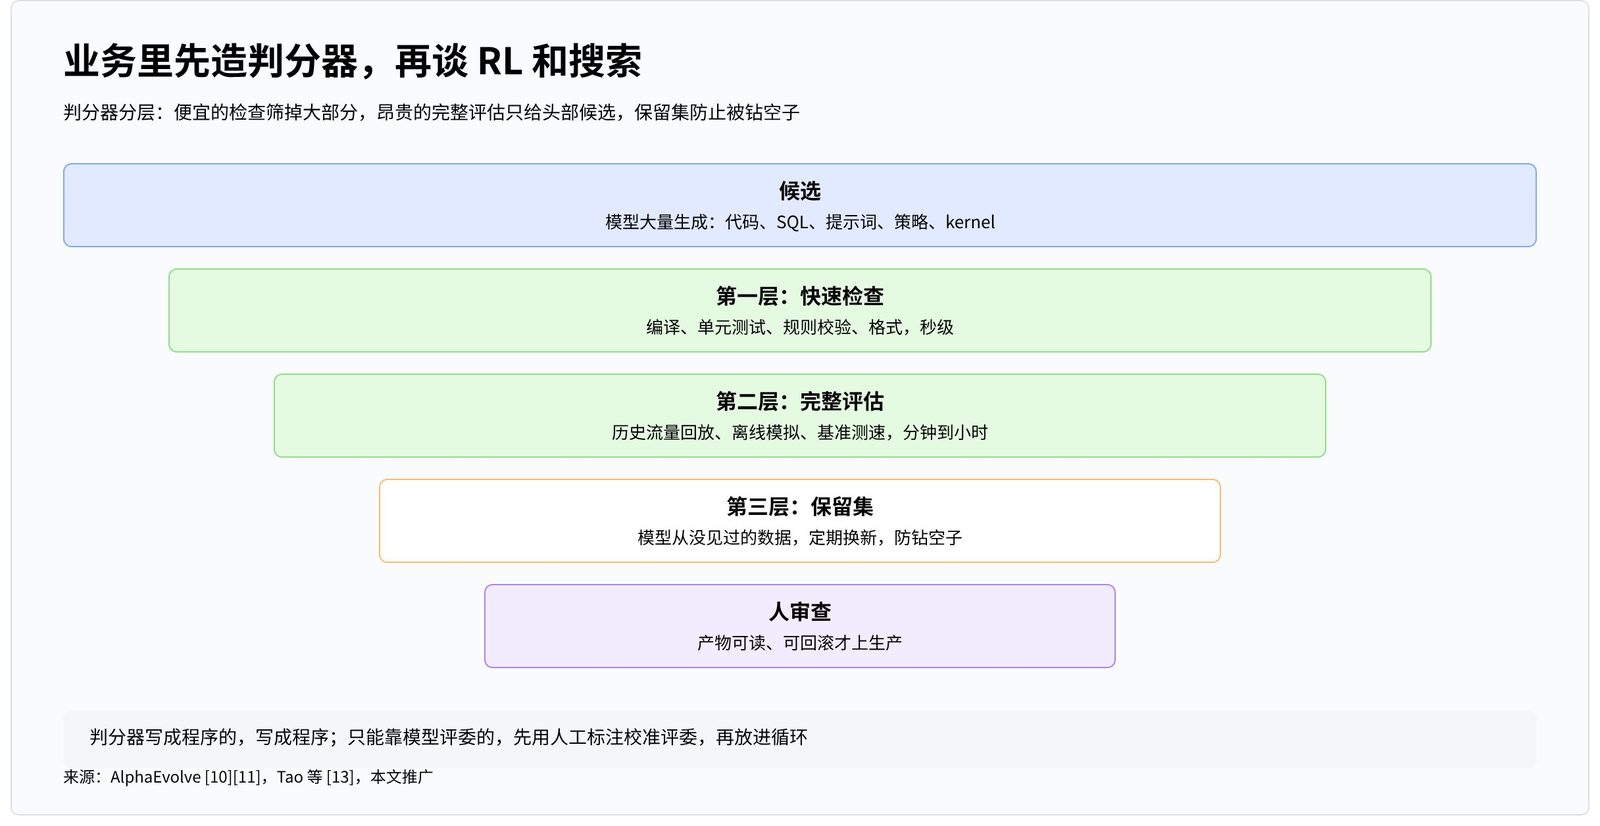 业务里先造判分器，再谈 RL 和搜索
判分器分层：便宜的检查筛掉大部分，昂贵的完整评估只给头部候选，保留集防止被钻空子
候选
模型大量生成：代码、SQL、提示词、策略、kernel
第一层：快速检查
编译、单元测试、规则校验、格式，秒级
第二层：完整评估
历史流量回放、离线模拟、基准测速，分钟到小时
第三层：保留集
模型从没见过的数据，定期换新，防钻空子
人审查
产物可读、可回滚才上生产
判分器写成程序的，写成程序；只能靠模型评委的，先用人工标注校准评委，再放进循环
来源：AlphaEvolve [10][11]，Tao 等 [13]，本文推广